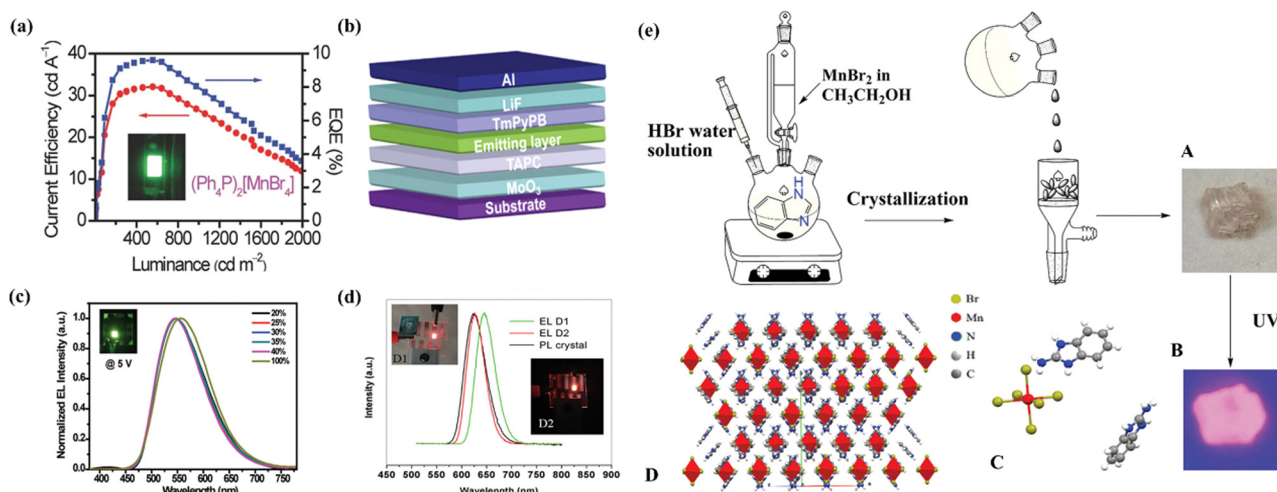 (a)
Current Efficiency (cd A⁻¹)
40
35
30
25
20
15
10
5
0
10
8
6
4
2
0
EQE (%)
(Ph₄P)₂[MnBr₄]
400 800 1200 1600 2000
Luminance (cd m⁻²)
(b)
Al
LiF
TmPyPB
Emitting layer
TAPC
MoO₃
Substrate
(c)
Normalized EL Intensity (a.u.)
1.0
0.8
0.6
0.4
0.2
0.0
@ 5 V
20%
25%
30%
35%
40%
100%
400 450 500 550 600 650 700 750
Wavelength (nm)
(d)
Intensity (a.u.)
D1
EL D1
EL D2
PL crystal
D2
450 500 550 600 650 700 750 800 850 900
Wavelength (nm)
(e)
HBr water
solution
MnBr₂ in
CH₃CH₂OH
H
N
N
Crystallization
A
UV
B
Br
Mn
N
H
C
C
D